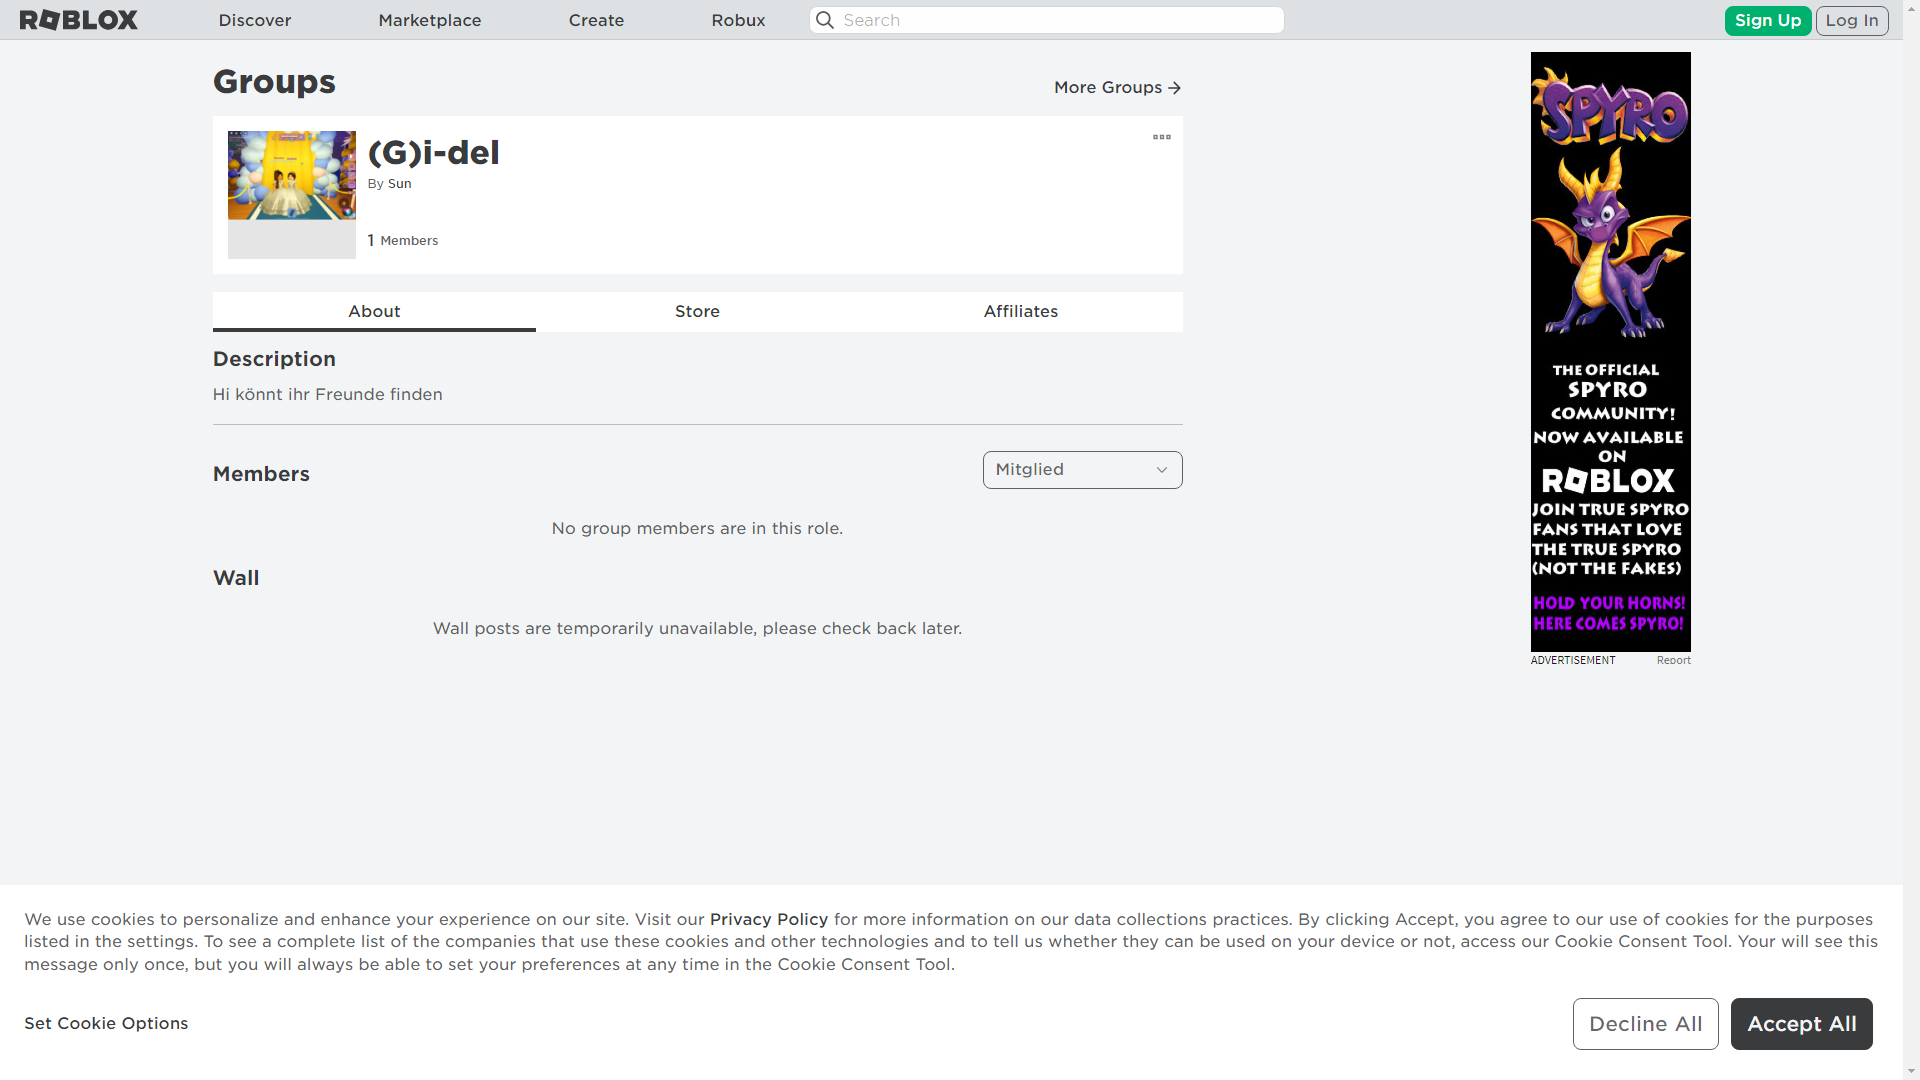 ROBLOX
Discover
Marketplace
Create
Robux
Search
Sign Up
Log In
Groups
More Groups
(G)i-del
By Sun
1 Members
About
Store
Affiliates
Description
Hi könnt ihr Freunde finden
Members
Mitglied
No group members are in this role.
Wall
Wall posts are temporarily unavailable, please check back later.
SPYRO
THE OFFICIAL
SPYRO
COMMUNITY!
NOW AVAILABLE
ON
ROBLOX
JOIN TRUE SPYRO
FANS THAT LOVE
THE TRUE SPYRO
(NOT THE FAKES)
HOLD YOUR HORNS!
HERE COMES SPYRO!
ADVERTISEMENT
Report
We use cookies to personalize and enhance your experience on our site. Visit our Privacy Policy for more information on our data collections practices. By clicking Accept, you agree to our use of cookies for the purposes
listed in the settings. To see a complete list of the companies that use these cookies and other technologies and to tell us whether they can be used on your device or not, access our Cookie Consent Tool. Your will see this
message only once, but you will always be able to set your preferences at any time in the Cookie Consent Tool.
Set Cookie Options
Decline All
Accept All